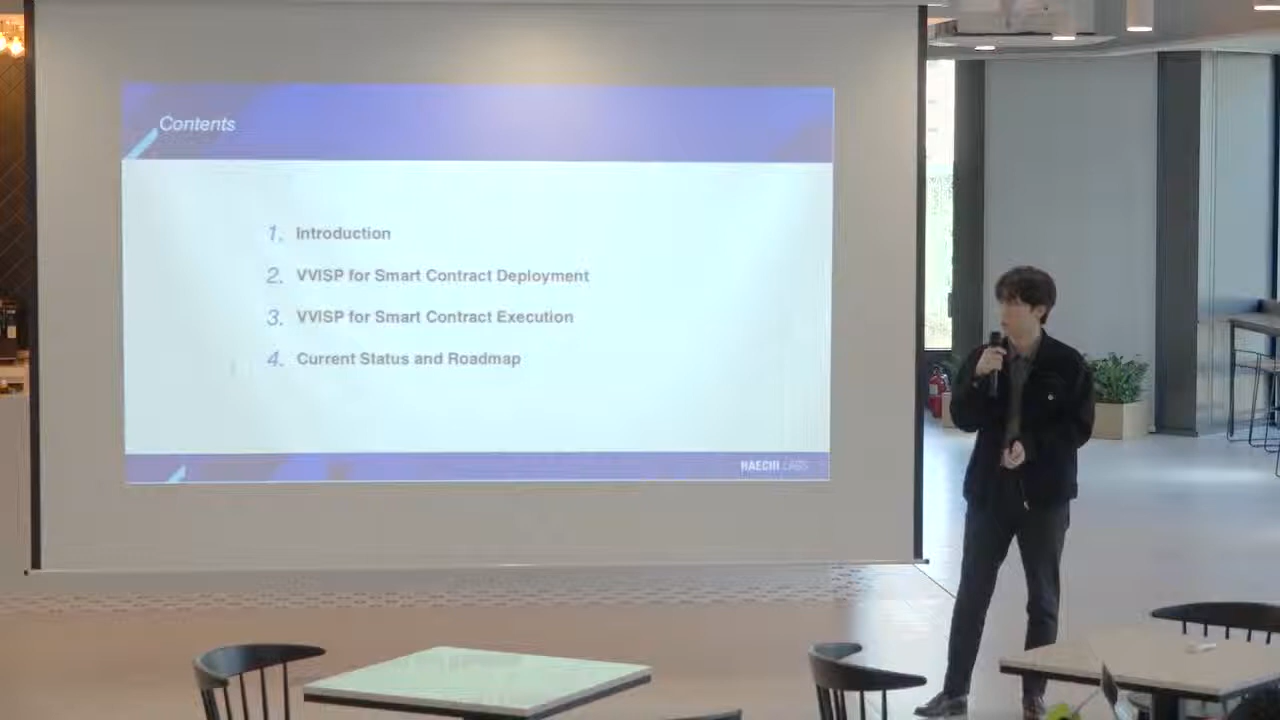 Contents
1. Introduction
2. VVISP for Smart Contract Deployment
3. VVISP for Smart Contract Execution
4. Current Status and Roadmap
HAECHI LABS